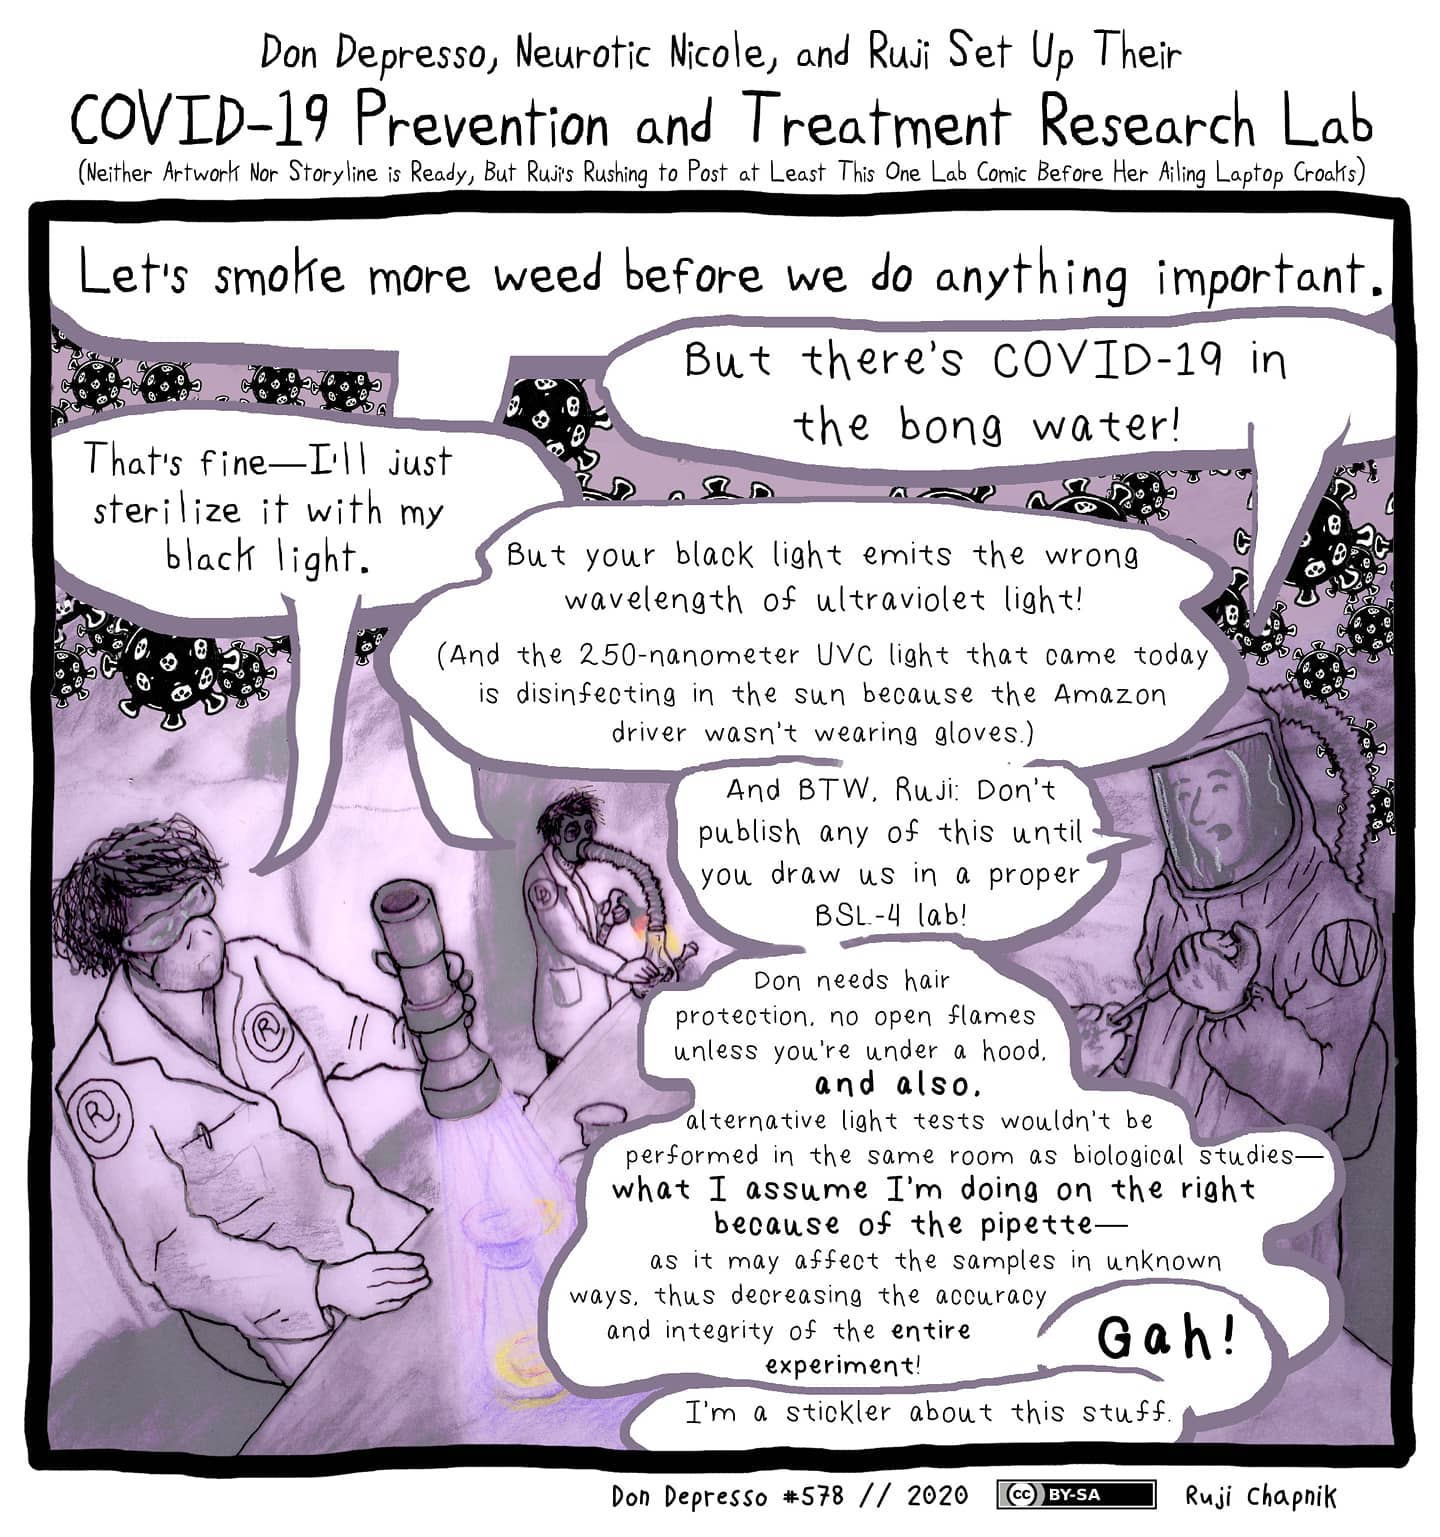 Don Depresso, Neurotic Nicole, and Ruji Set Up Their
COVID-19 Prevention and Treatment Research Lab
(Neither Artwork Nor Storyline is Ready, But Ruji's Rushing to Post at Least This One Lab Comic Before Her Ailing Laptop Croaks)
Let's smoke more weed before we do anything important.
But there's COVID-19 in
the bong water!
That's fine—I'll just
sterilize it with my
black light.
But your black light emits the wrong
wavelength of ultraviolet light!
(And the 250-nanometer UVC light that came today
is disinfecting in the sun because the Amazon
driver wasn't wearing gloves.)
And BTW, Ruji: Don't
publish any of this until
you draw us in a proper
BSL-4 lab!
Don needs hair
protection, no open flames
unless you're under a hood,
and also,
alternative light tests wouldn't be
performed in the same room as biological studies—
what I assume I'm doing on the right
because of the pipette—
as it may affect the samples in unknown
ways, thus decreasing the accuracy
and integrity of the entire
experiment!
Gah!
I'm a stickler about this stuff.
R
R
N
Don Depresso #578 // 2020
cc BY-SA
Ruji Chapnik